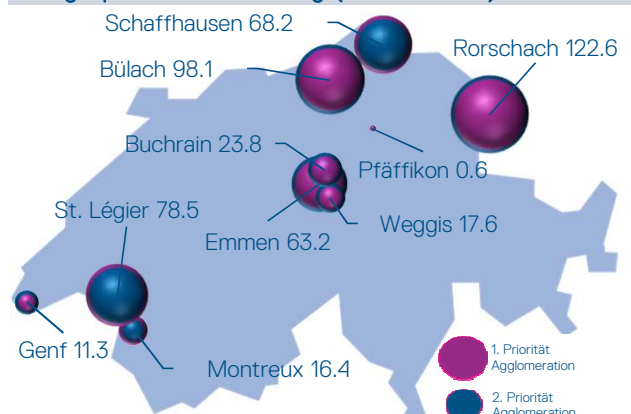 Schaffhausen 68.2
Rorschach 122.6
Bülach 98.1
Buchrain 23.8
Pfäffikon 0.6
St. Légier 78.5
Weggis 17.6
Emmen 63.2
Genf 11.3
Montreux 16.4
1. Priorität
Agglomeration
2. Priorität
Agglomeration